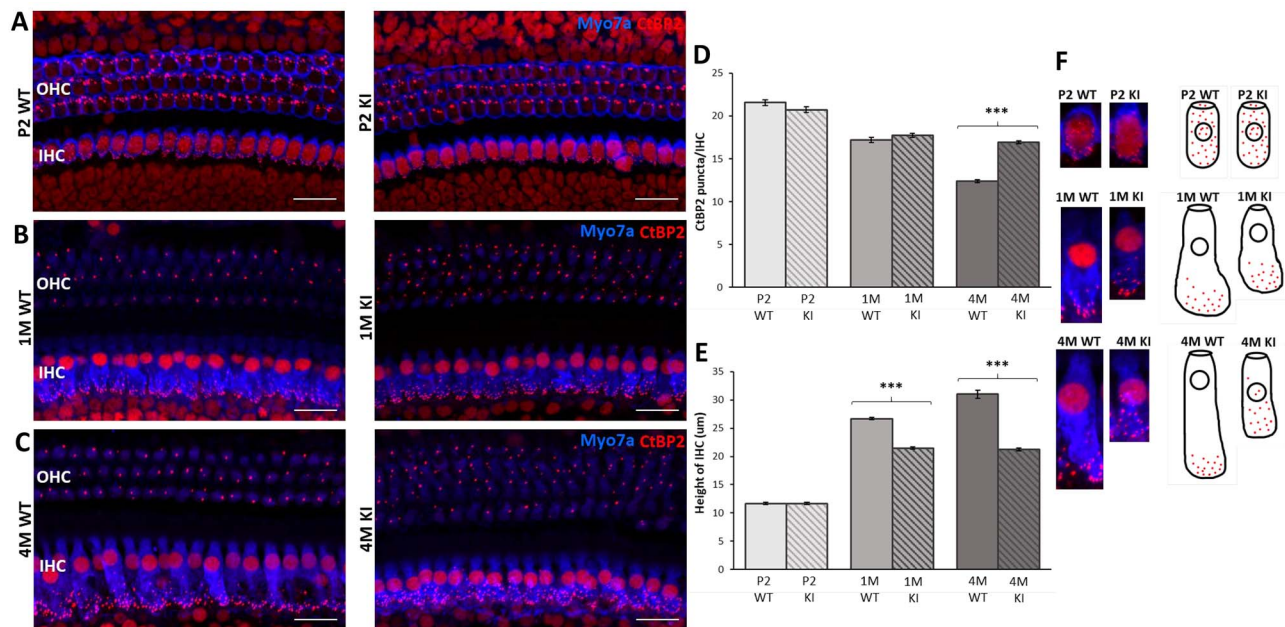 A
Myo7a CtBP2
P2 WT
OHC
IHC
P2 KI
B
Myo7a CtBP2
1M WT
OHC
IHC
1M KI
C
Myo7a CtBP2
4M WT
OHC
IHC
4M KI
D
CtBP2 puncta/IHC
25
20
15
10
5
0
***
P2 P2 1M 1M 4M 4M
WT KI WT KI WT KI
E
Height of IHC (um)
35
30
25
20
15
10
5
0
***
***
P2 P2 1M 1M 4M 4M
WT KI WT KI WT KI
F
P2 WT P2 KI P2 WT P2 KI
1M WT 1M KI 1M WT 1M KI
4M WT 4M KI 4M WT 4M KI